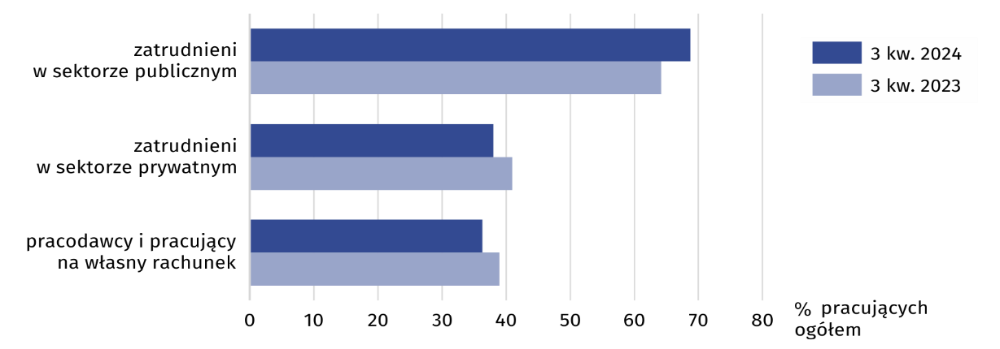 zatrudnieni
w sektorze publicznym
zatrudnieni
w sektorze prywatnym
pracodawcy i pracujący
na własny rachunek
0 10 20 30 40 50 60 70 80
% pracujących
ogółem
3 kw. 2024
3 kw. 2023